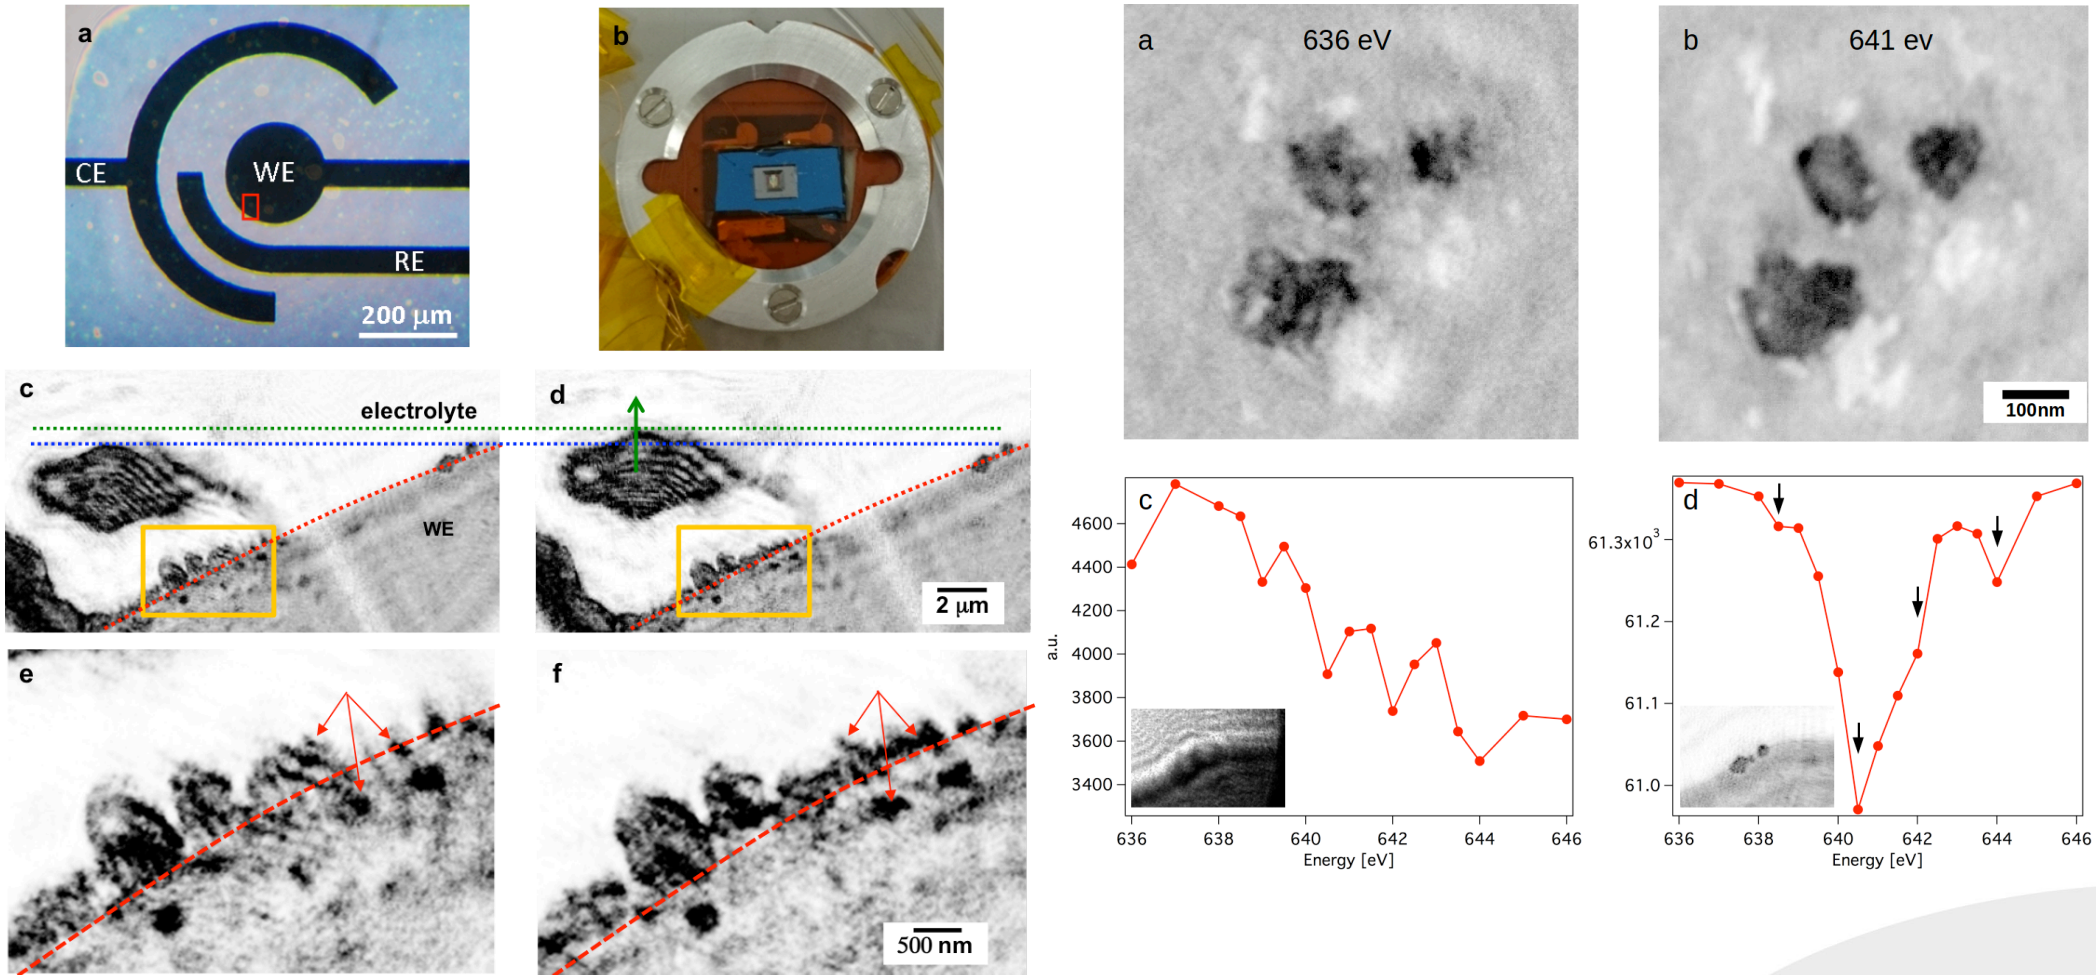 a
CE
WE
RE
200 μm
b
c
electrolyte
WE
d
2 μm
e
f
500 nm
a
636 eV
b
641 ev
100nm
c
a.u.
4600
4400
4200
4000
3800
3600
3400
636
638
640
642
644
646
Energy [eV]
d
61.3x10³
61.2
61.1
61.0
636
638
640
642
644
646
Energy [eV]